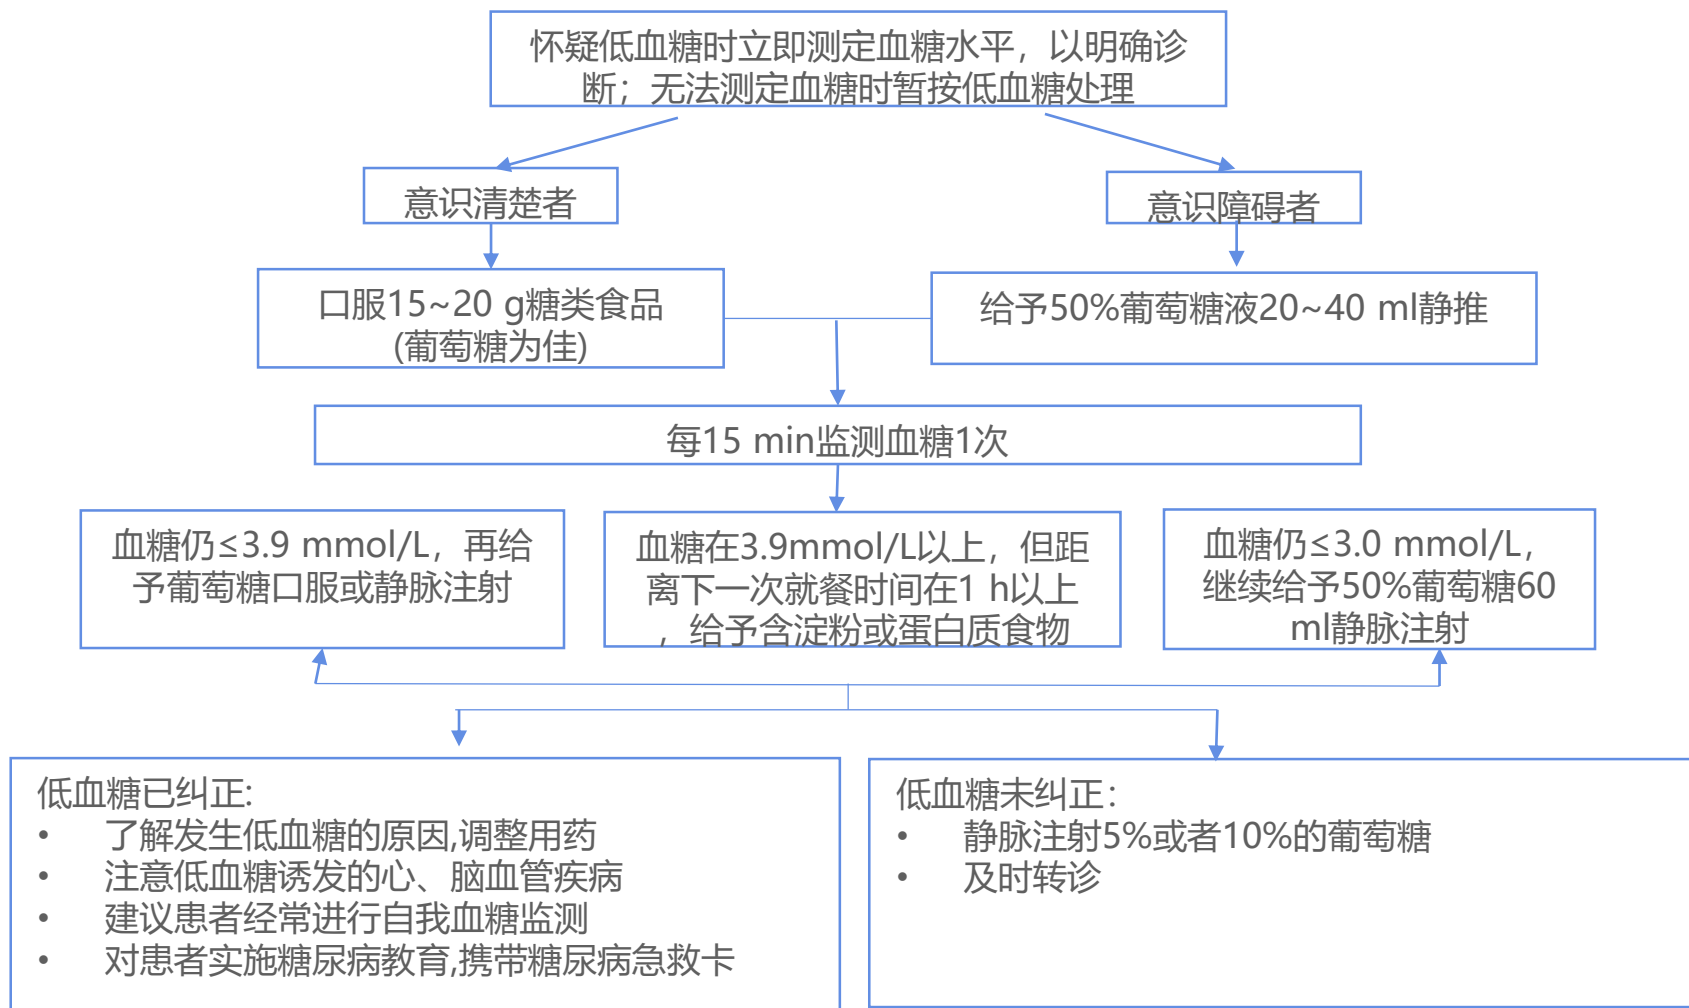 怀疑低血糖时立即测定血糖水平，以明确诊
断；无法测定血糖时暂按低血糖处理
意识清楚者
意识障碍者
口服15~20 g糖类食品
(葡萄糖为佳)
给予50%葡萄糖液20~40 ml静推
每15 min监测血糖1次
血糖仍≤3.9 mmol/L，再给
予葡萄糖口服或静脉注射
血糖在3.9mmol/L以上，但距
离下一次就餐时间在1 h以上
，给予含淀粉或蛋白质食物
血糖仍≤3.0 mmol/L，
继续给予50%葡萄糖60
ml静脉注射
低血糖已纠正:
• 了解发生低血糖的原因,调整用药
• 注意低血糖诱发的心、脑血管疾病
• 建议患者经常进行自我血糖监测
• 对患者实施糖尿病教育,携带糖尿病急救卡
低血糖未纠正：
• 静脉注射5%或者10%的葡萄糖
• 及时转诊